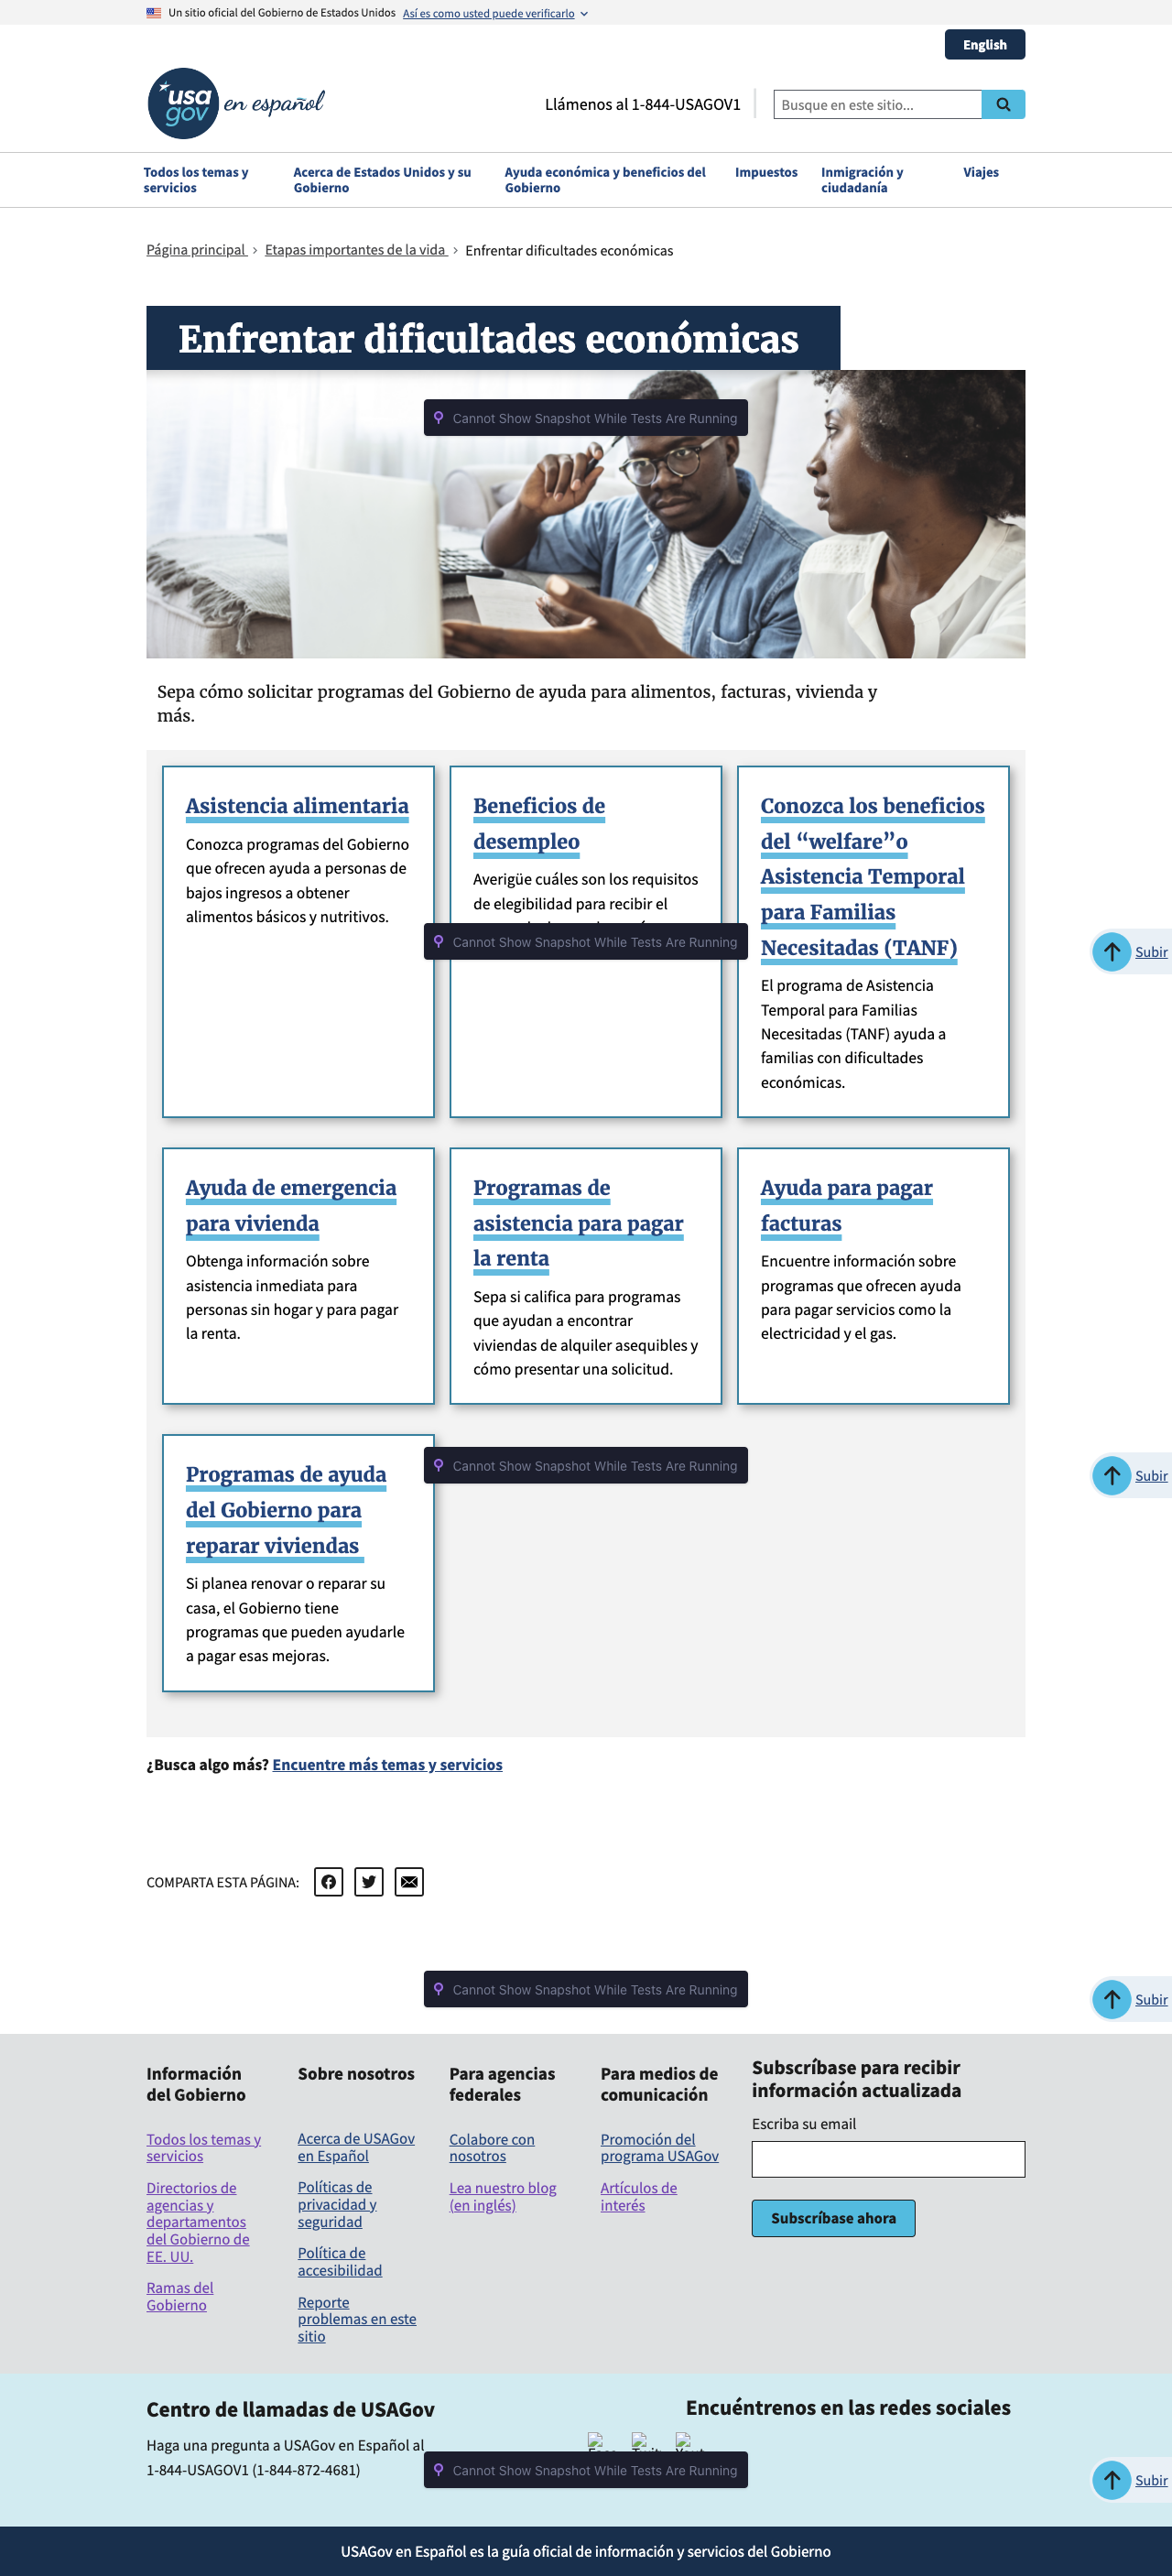 Un sitio oficial del Gobierno de Estados Unidos Así es como usted puede verificarlo
English
usa
gov
en español
Llámenos al 1-844-USAGOV1
Busque en este sitio...
Todos los temas y
servicios
Acerca de Estados Unidos y su
Gobierno
Ayuda económica y beneficios del
Gobierno
Impuestos
Inmigración y
ciudadanía
Viajes
Página principal
Etapas importantes de la vida
Enfrentar dificultades económicas
Enfrentar dificultades económicas
Cannot Show Snapshot While Tests Are Running
Sepa cómo solicitar programas del Gobierno de ayuda para alimentos, facturas, vivienda y
más.
Asistencia alimentaria
Conozca programas del Gobierno
que ofrecen ayuda a personas de
bajos ingresos a obtener
alimentos básicos y nutritivos.
Beneficios de
desempleo
Averigüe cuáles son los requisitos
de elegibilidad para recibir el
Cannot Show Snapshot While Tests Are Running
Conozca los beneficios
del “welfare”o
Asistencia Temporal
para Familias
Necesitadas (TANF)
El programa de Asistencia
Temporal para Familias
Necesitadas (TANF) ayuda a
familias con dificultades
económicas.
Subir
Ayuda de emergencia
para vivienda
Obtenga información sobre
asistencia inmediata para
personas sin hogar y para pagar
la renta.
Programas de
asistencia para pagar
la renta
Sepa si califica para programas
que ayudan a encontrar
viviendas de alquiler asequibles y
cómo presentar una solicitud.
Ayuda para pagar
facturas
Encuentre información sobre
programas que ofrecen ayuda
para pagar servicios como la
electricidad y el gas.
Programas de ayuda
del Gobierno para
reparar viviendas
Si planea renovar o reparar su
casa, el Gobierno tiene
programas que pueden ayudarle
a pagar esas mejoras.
Cannot Show Snapshot While Tests Are Running
Subir
¿Busca algo más? Encuentre más temas y servicios
COMPARTA ESTA PÁGINA:
Cannot Show Snapshot While Tests Are Running
Subir
Información
del Gobierno
Todos los temas y
servicios
Directorios de
agencias y
departamentos
del Gobierno de
EE. UU.
Ramas del
Gobierno
Sobre nosotros
Acerca de USAGov
en Español
Políticas de
privacidad y
seguridad
Política de
accesibilidad
Reporte
problemas en este
sitio
Para agencias
federales
Colabore con
nosotros
Lea nuestro blog
(en inglés)
Para medios de
comunicación
Promoción del
programa USAGov
Artículos de
interés
Subscríbase para recibir
información actualizada
Escriba su email
Subscríbase ahora
Centro de llamadas de USAGov
Haga una pregunta a USAGov en Español al
1-844-USAGOV1 (1-844-872-4681)
Encuéntrenos en las redes sociales
Cannot Show Snapshot While Tests Are Running
Subir
USAGov en Español es la guía oficial de información y servicios del Gobierno